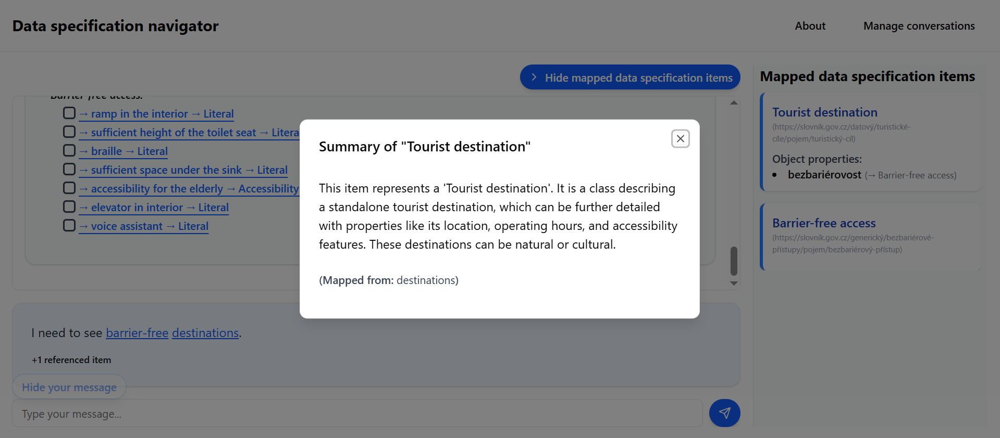 Data specification navigator
About
Manage conversations
Hide mapped data specification items
Barrier-free access:
→ ramp in the interior → Literal
→ sufficient height of the toilet seat → Litera
→ braille → Literal
→ sufficient space under the sink → Literal
→ accessibility for the elderly → Accessibility
→ elevator in interior → Literal
→ voice assistant → Literal
Summary of "Tourist destination"
This item represents a 'Tourist destination'. It is a class describing
a standalone tourist destination, which can be further detailed
with properties like its location, operating hours, and accessibility
features. These destinations can be natural or cultural.
(Mapped from: destinations)
I need to see barrier-free destinations.
+1 referenced item
Hide your message
Type your message...
Mapped data specification items
Tourist destination
(https://slovník.gov.cz/datový/turistické-
cíle/pojem/turistický-cíl)
Object properties:
• bezbariérovost (→ Barrier-free access)
Barrier-free access
(https://slovník.gov.cz/generický/bezbariérové-
přístupy/pojem/bezbariérový-přístup)